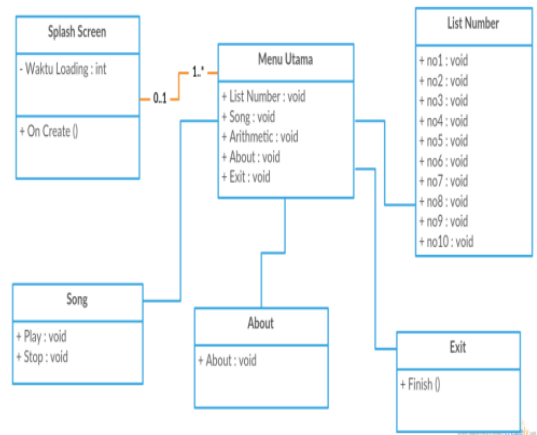 Splash Screen
- Waktu Loading : int
+ On Create ()
0..1
1..*
Menu Utama
+ List Number : void
+ Song : void
+ Arithmetic : void
+ About : void
+ Exit : void
List Number
+ no1 : void
+ no2 : void
+ no3 : void
+ no4 : void
+ no5 : void
+ no6 : void
+ no7 : void
+ no8 : void
+ no9 : void
+ no10 : void
Song
+ Play : void
+ Stop : void
About
+ About : void
Exit
+ Finish ()